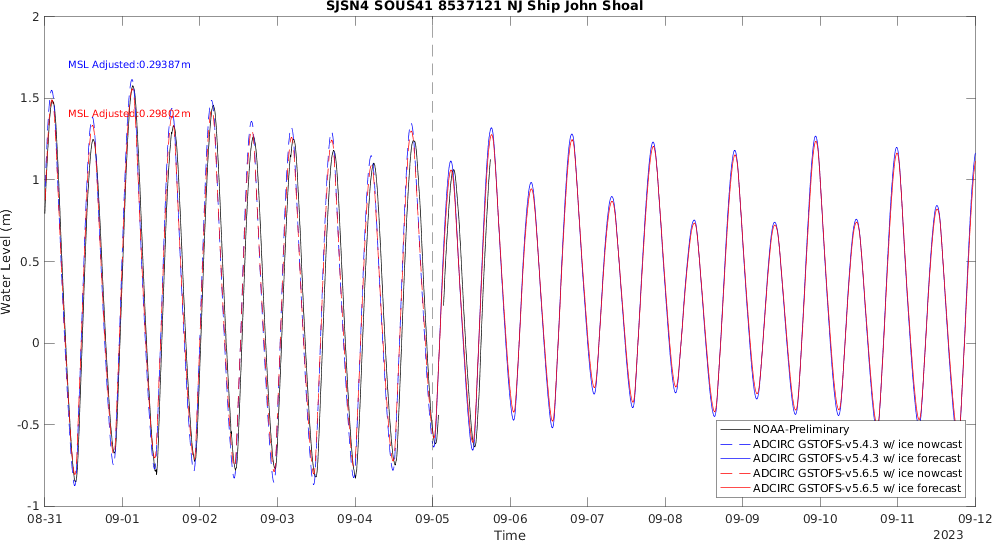 SJSN4 SOUS41 8537121 NJ Ship John Shoal
2
1.5
1
0.5
0
-0.5
-1
Water Level (m)
MSL Adjusted:0.29387m
MSL Adjusted:0.29802m
NOAA-Preliminary
ADCIRC GSTOFS-v5.4.3 w/ ice nowcast
ADCIRC GSTOFS-v5.4.3 w/ ice forecast
ADCIRC GSTOFS-v5.6.5 w/ ice nowcast
ADCIRC GSTOFS-v5.6.5 w/ ice forecast
08-31 09-01 09-02 09-03 09-04 09-05 09-06 09-07 09-08 09-09 09-10 09-11 09-12
Time
2023